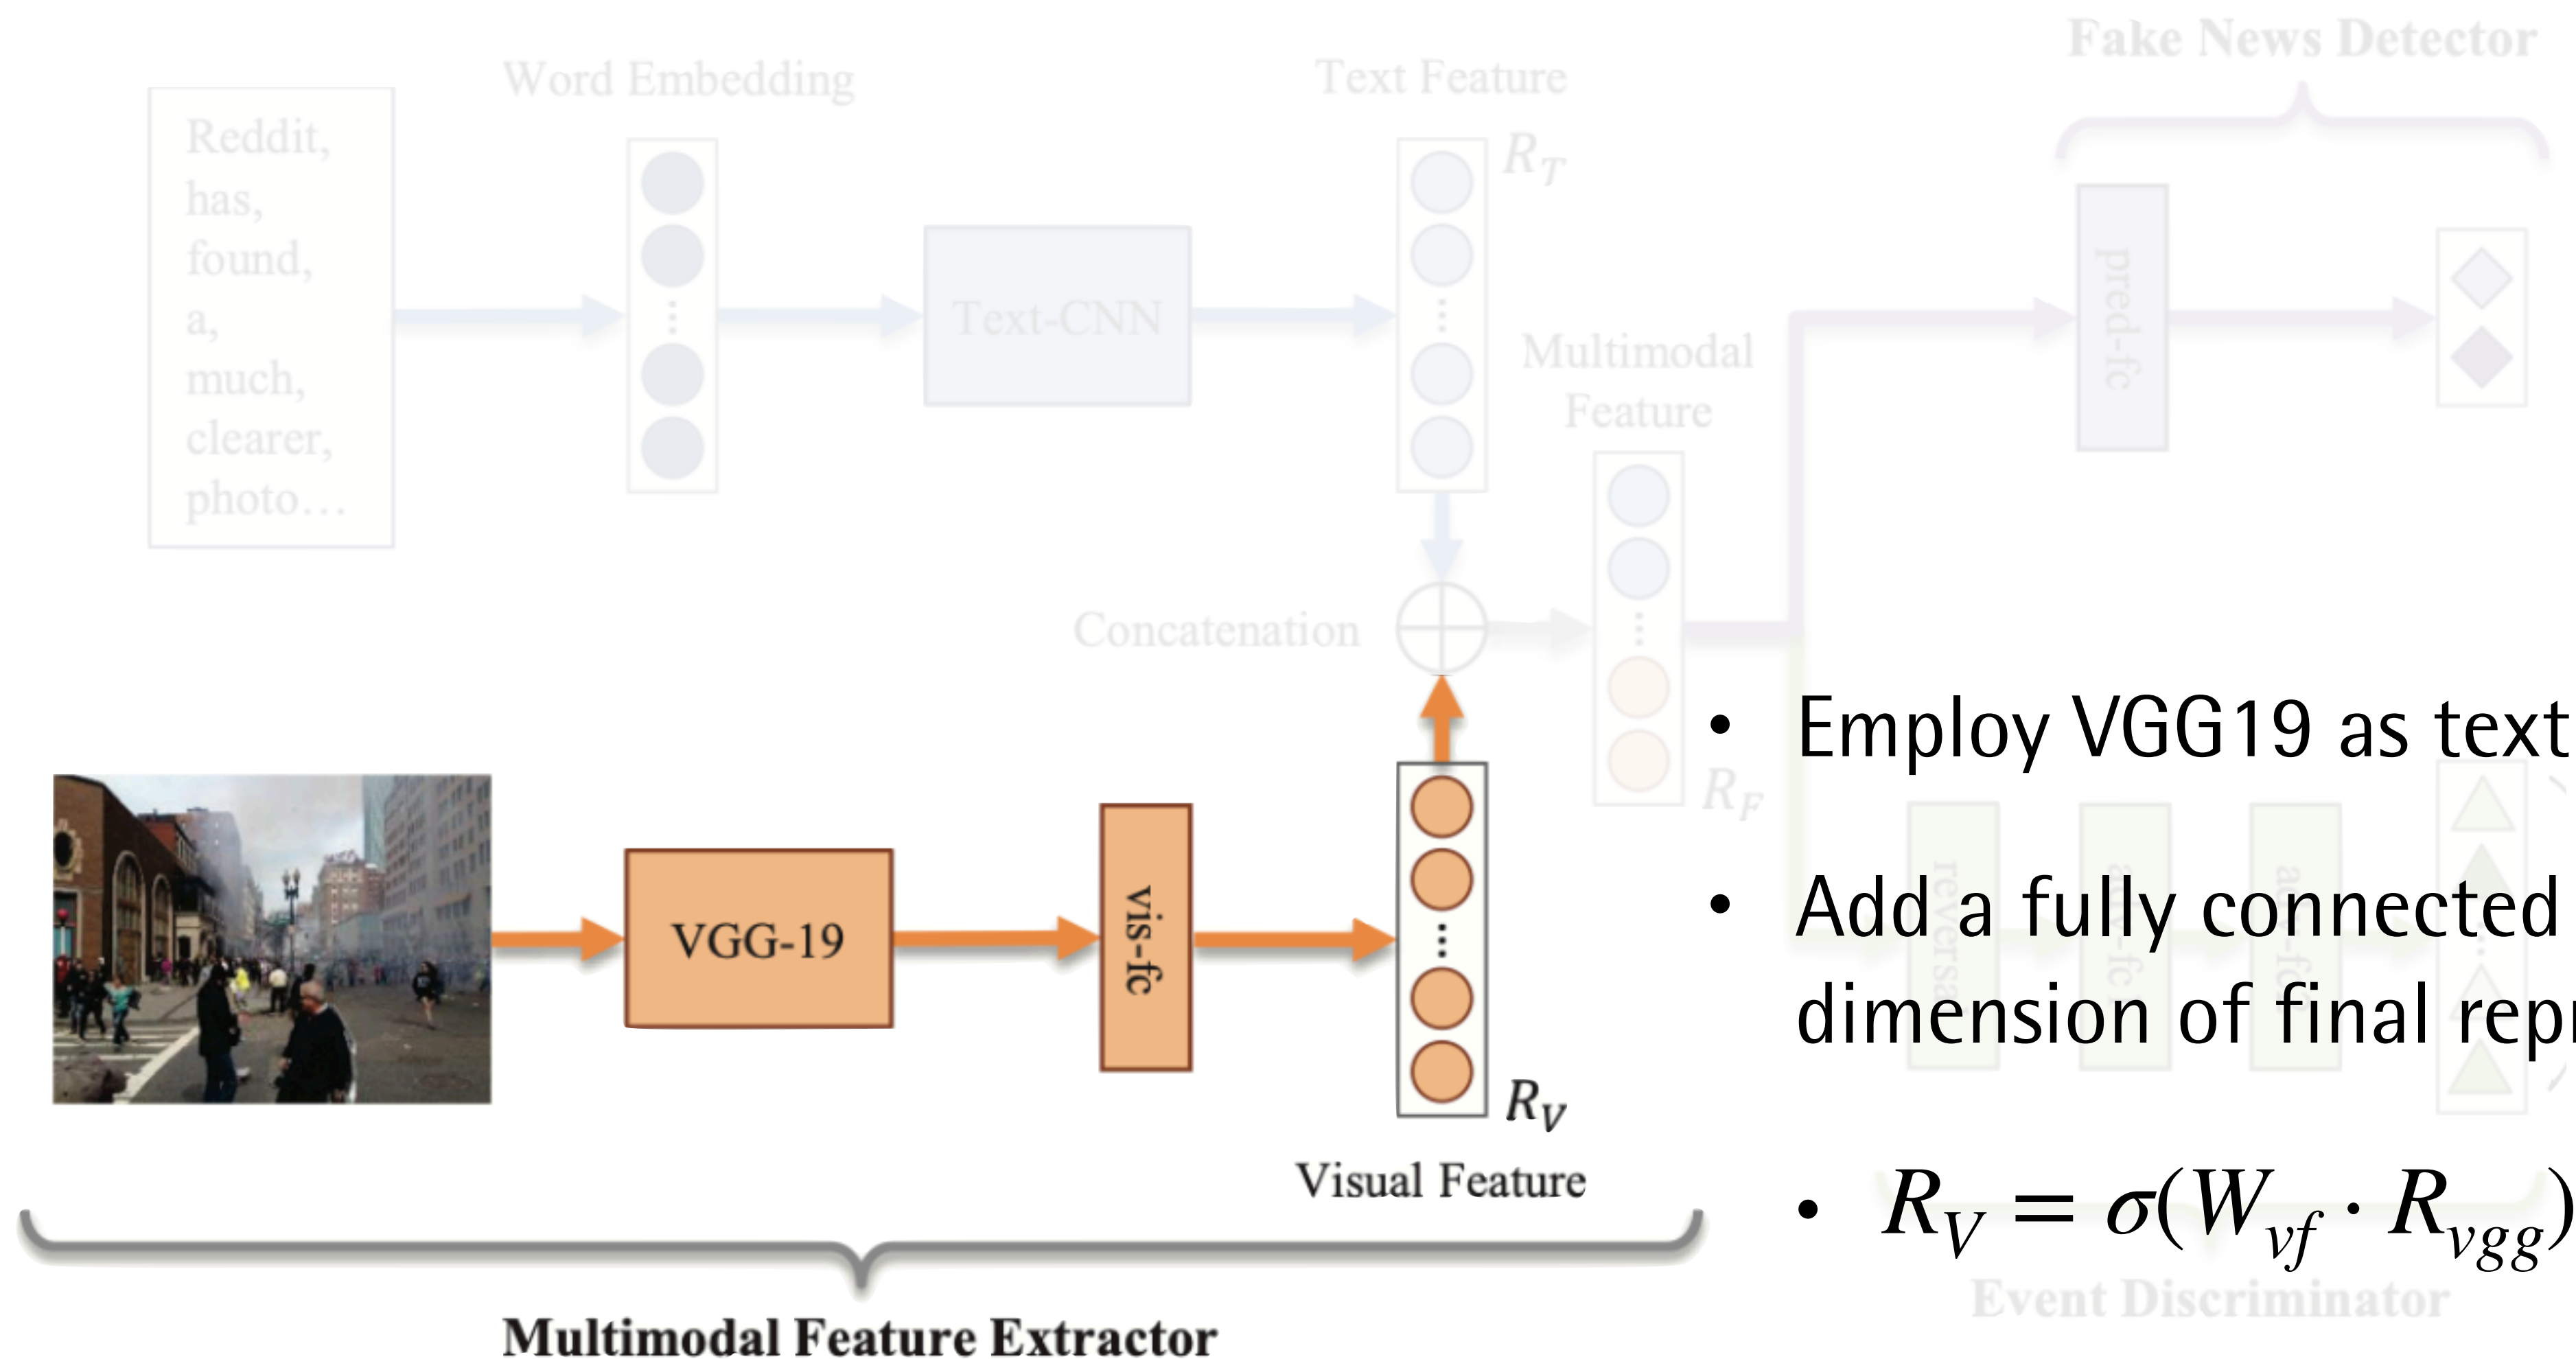 Fake News Detector
Word Embedding
Text Feature
Reddit,
has,
found,
a,
much,
clearer,
photo…
R_T
Text-CNN
pred-fc
Multimodal
Feature
Concatenation
R_F
VGG-19
vis-fc
R_V
Visual Feature
Multimodal Feature Extractor
• Employ VGG19 as text
• Add a fully connected
dimension of final repr
• R_V = σ(W_vf · R_vgg)
reversal
Event Discriminator